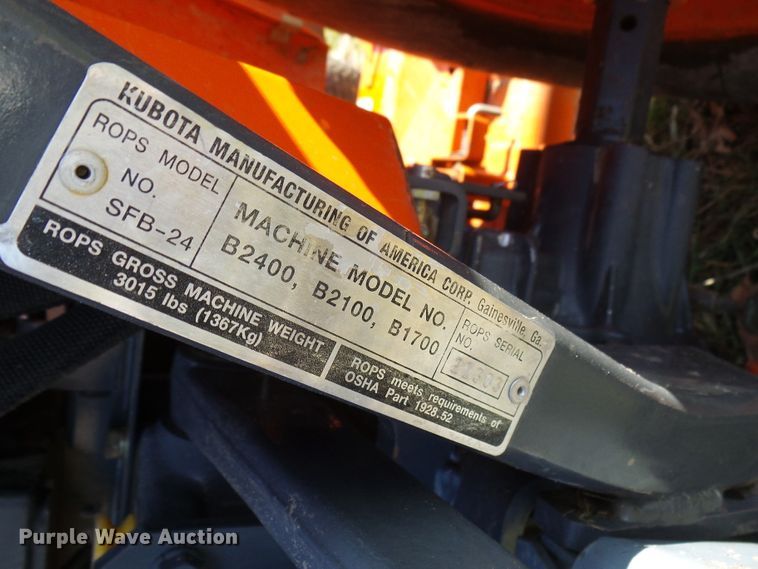 KUBOTA MANUFACTURING OF AMERICA CORP. Gainesville, Ga.
ROPS MODEL
NO.
SFB-24
MACHINE MODEL NO.
B2400, B2100, B1700
ROPS SERIAL
NO.
ROPS GROSS MACHINE WEIGHT
3015 lbs (1367Kg)
ROPS meets requirements of
OSHA Part 1928.52
Purple Wave Auction